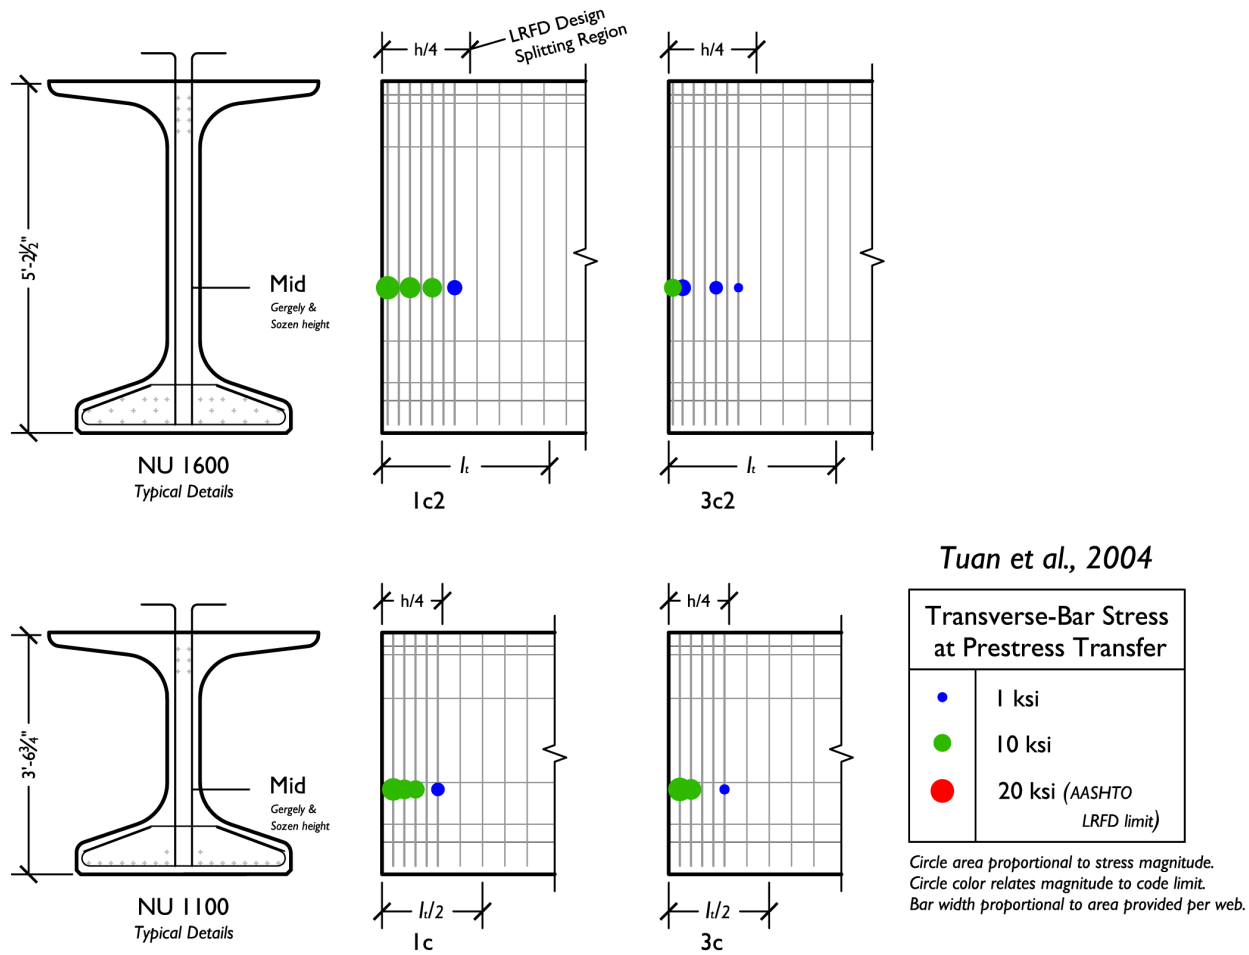 LRFD Design
Splitting Region
h/4
h/4
5'-2½"
Mid
Gergely &
Sozen height
NU 1600
Typical Details
lt
1c2
lt
3c2
Tuan et al., 2004
h/4
h/4
3'-6¾"
Mid
Gergely &
Sozen height
NU 1100
Typical Details
lt/2
1c
lt/2
3c
Transverse-Bar Stress
at Prestress Transfer
1 ksi
10 ksi
20 ksi (AASHTO
LRFD limit)
Circle area proportional to stress magnitude.
Circle color relates magnitude to code limit.
Bar width proportional to area provided per web.